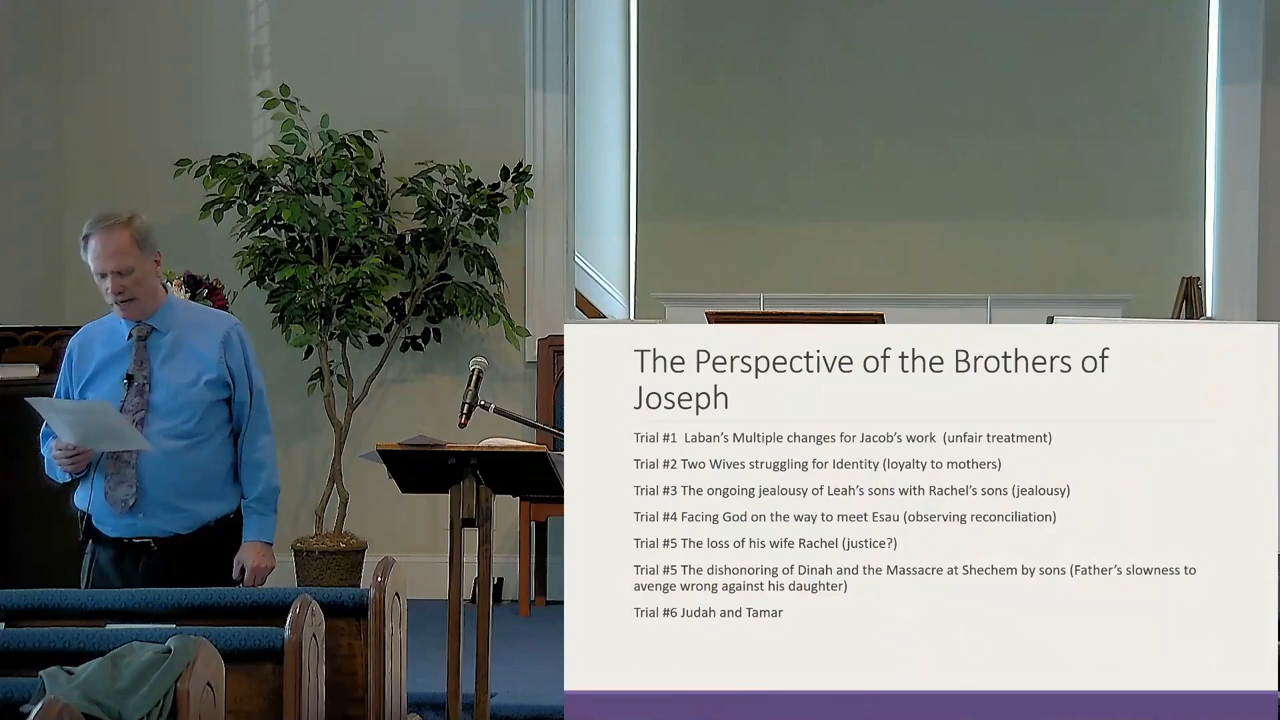 The Perspective of the Brothers of
Joseph
Trial #1  Laban's Multiple changes for Jacob's work  (unfair treatment)
Trial #2 Two Wives struggling for Identity (loyalty to mothers)
Trial #3 The ongoing jealousy of Leah's sons with Rachel's sons (jealousy)
Trial #4 Facing God on the way to meet Esau (observing reconciliation)
Trial #5 The loss of his wife Rachel (justice?)
Trial #5 The dishonoring of Dinah and the Massacre at Shechem by sons (Father's slowness to
avenge wrong against his daughter)
Trial #6 Judah and Tamar